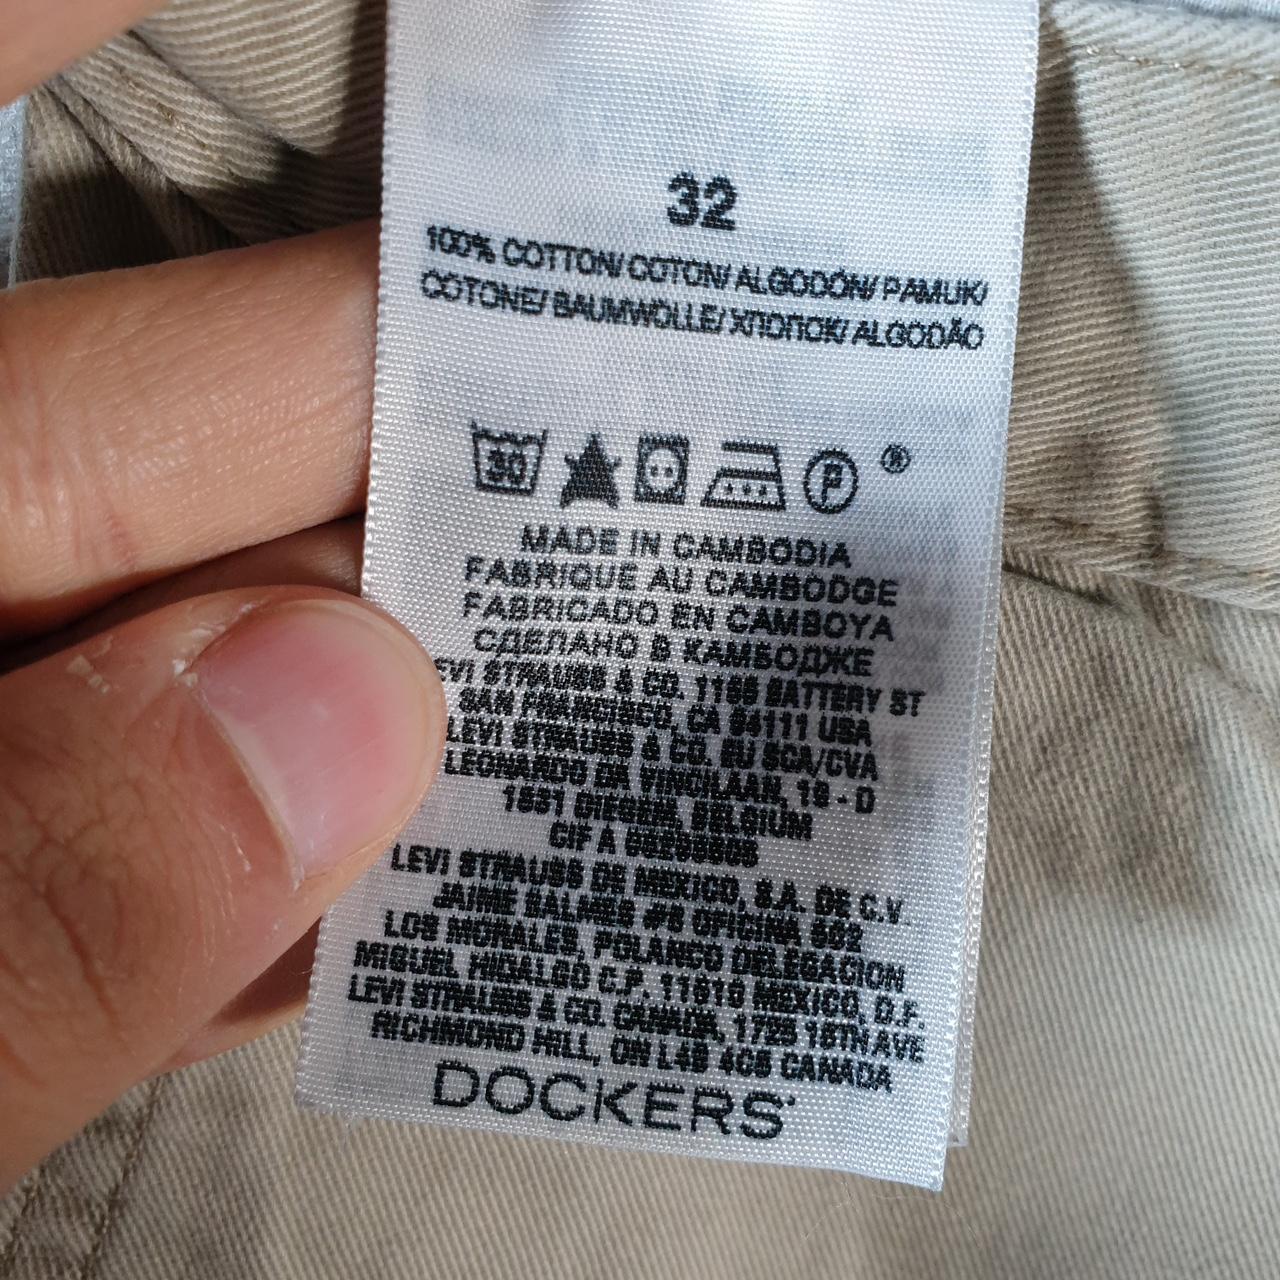 32
100% COTTON/ COTON/ ALGODÓN/ PAMUK/
COTONE/ BAUMWOLLE/ ХЛОПОК/ ALGODÃO
30
P ®
MADE IN CAMBODIA
FABRIQUE AU CAMBODGE
FABRICADO EN CAMBOYA
СДЕЛАНО В КАМБОДЖЕ
EVI STRAUSS & CO. 1155 BATTERY ST
SAN FRANCISCO, CA 94111 USA
LEVI STRAUSS & CO. EU SCA/CVA
LEONARDO DA VINCILAAN, 19 - D
1831 DIEGEM, BELGIUM
CIF A
LEVI STRAUSS DE MEXICO, S.A. DE C.V
JAIME BALMES #8 OFICINA
LOS MORALES, POLANCO DELEGACION
MIGUEL HIDALGO C.P. 11510 MEXICO, D.F.
LEVI STRAUSS & CO. CANADA, 1725 16TH AVE
RICHMOND HILL, ON L4B 4C6 CANADA
DOCKERS